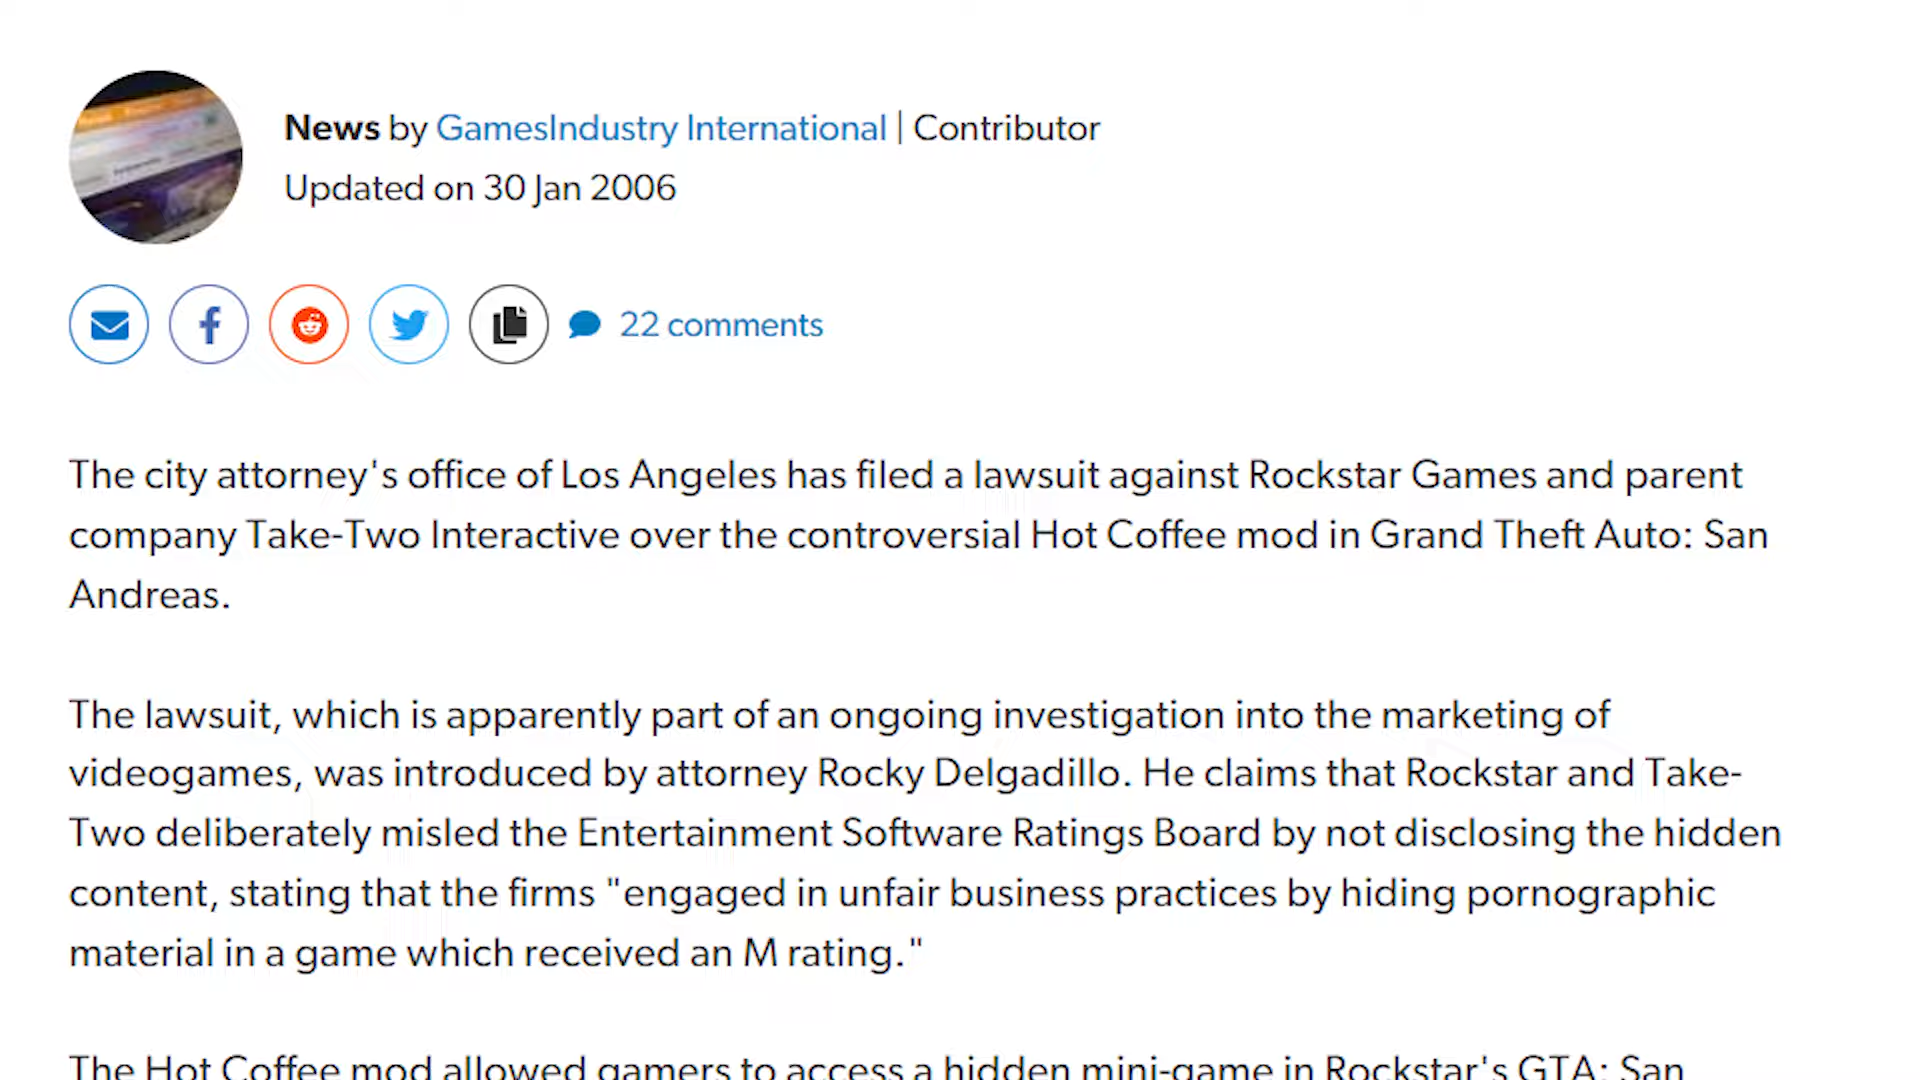 News by GamesIndustry International | Contributor
Updated on 30 Jan 2006
22 comments
The city attorney's office of Los Angeles has filed a lawsuit against Rockstar Games and parent
company Take-Two Interactive over the controversial Hot Coffee mod in Grand Theft Auto: San
Andreas.
The lawsuit, which is apparently part of an ongoing investigation into the marketing of
videogames, was introduced by attorney Rocky Delgadillo. He claims that Rockstar and Take-
Two deliberately misled the Entertainment Software Ratings Board by not disclosing the hidden
content, stating that the firms "engaged in unfair business practices by hiding pornographic
material in a game which received an M rating."
The Hot Coffee mod allowed gamers to access a hidden mini-game in Rockstar's GTA: San